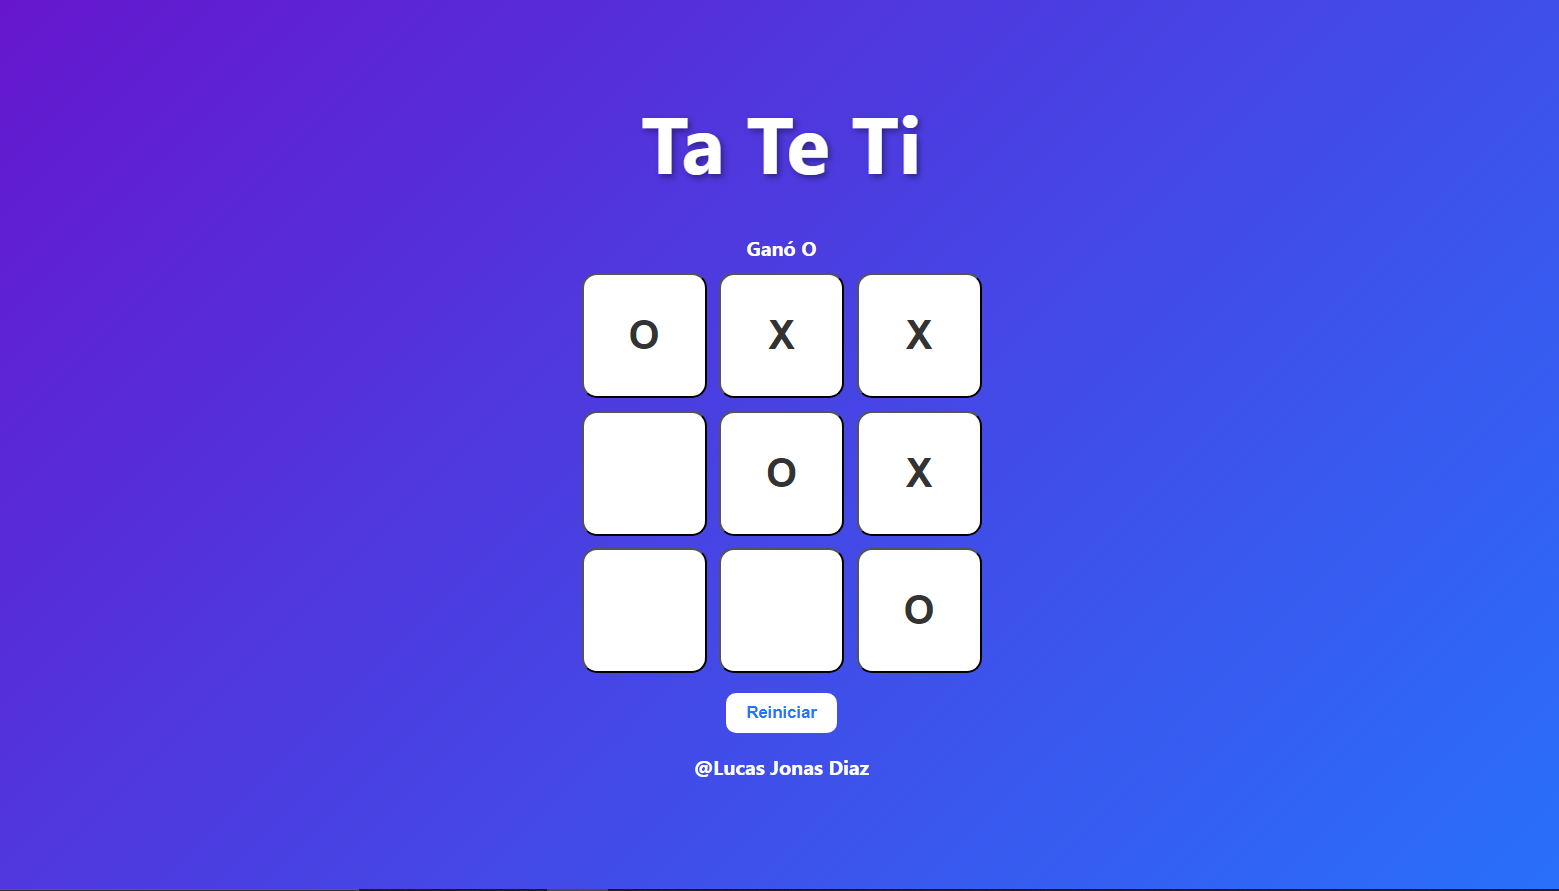 Ta Te Ti
Ganó O
O X X
O X
O
Reiniciar
@Lucas Jonas Diaz